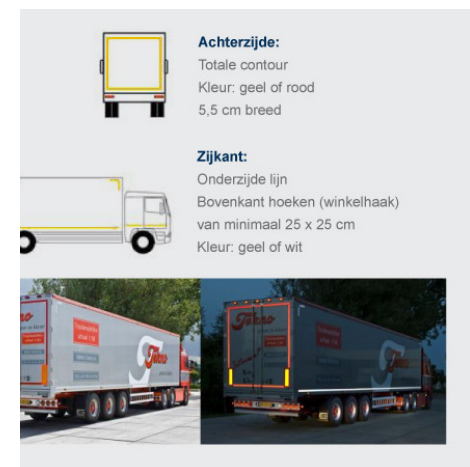 Achterzijde:
Totale contour
Kleur: geel of rood
5,5 cm breed
Zijkant:
Onderzijde lijn
Bovenkant hoeken (winkelhaak)
van minimaal 25 x 25 cm
Kleur: geel of wit